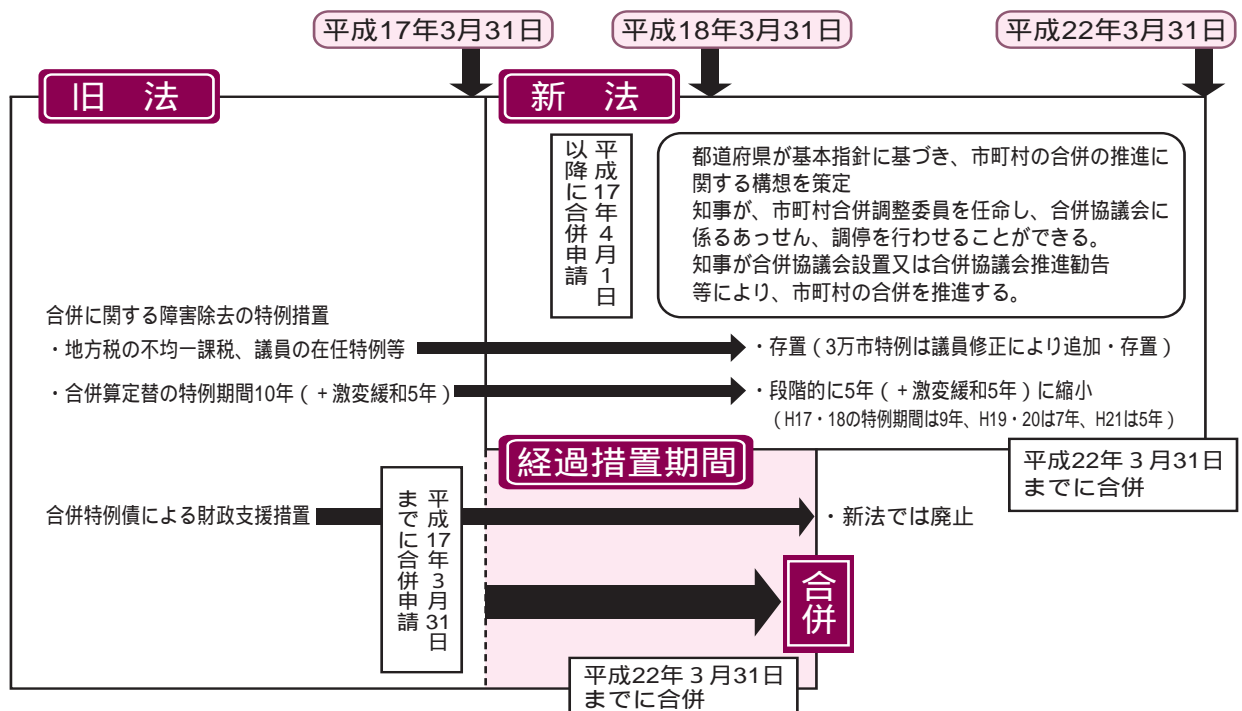 平成17年3月31日
平成18年3月31日
平成22年3月31日
旧　法
新　法
平成17年4月1日
以降に合併申請
都道府県が基本指針に基づき、市町村の合併の推進に
関する構想を策定
知事が、市町村合併調整委員を任命し、合併協議会に
係るあっせん、調停を行わせることができる。
知事が合併協議会設置又は合併協議会推進勧告
等により、市町村の合併を推進する。
合併に関する障害除去の特例措置
・地方税の不均一課税、議員の在任特例等
・存置（3万市特例は議員修正により追加・存置）
・合併算定替の特例期間10年（＋激変緩和5年）
・段階的に5年（＋激変緩和5年）に縮小
（H17・18の特例期間は9年、H19・20は7年、H21は5年）
経過措置期間
平成22年３月31日
までに合併
合併特例債による財政支援措置
平成17年3月31日
までに合併申請
・新法では廃止
合併
平成22年３月31日
までに合併